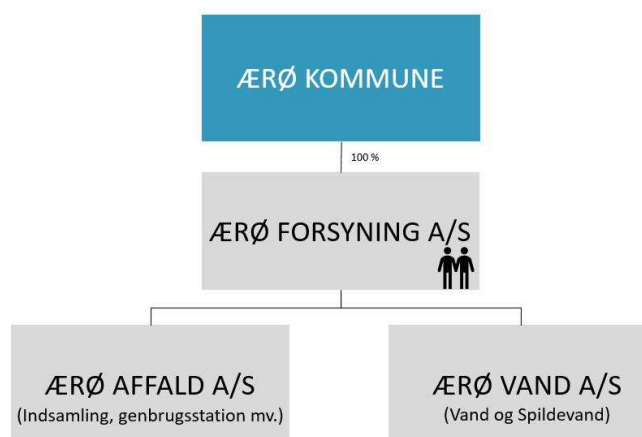 ÆRØ KOMMUNE
100 %
ÆRØ FORSYNING A/S
ÆRØ AFFALD A/S
(Indsamling, genbrugsstation mv.)
ÆRØ VAND A/S
(Vand og Spildevand)